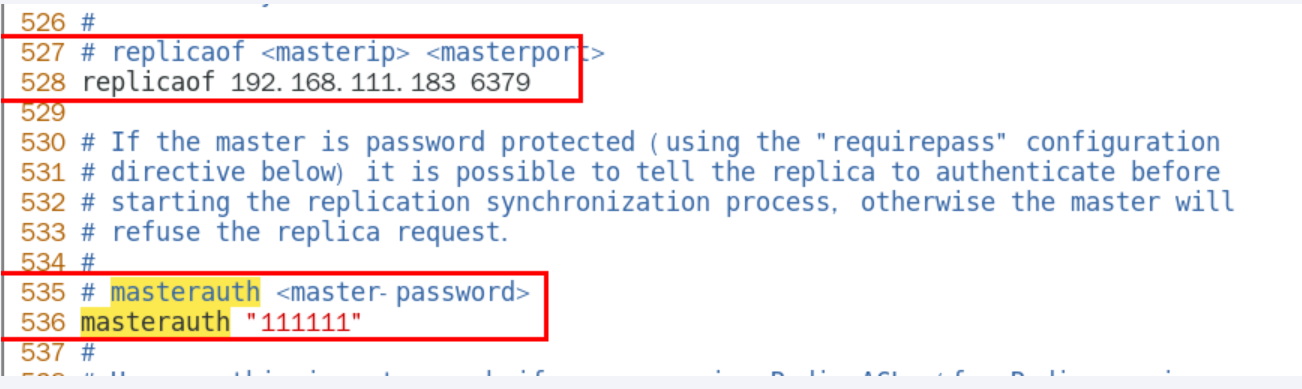 526 #
527 # replicaof <masterip> <masterport>
528 replicaof 192.168.111.183 6379
529
530 # If the master is password protected (using the "requirepass" configuration
531 # directive below) it is possible to tell the replica to authenticate before
532 # starting the replication synchronization process, otherwise the master will
533 # refuse the replica request.
534 #
535 # masterauth <master-password>
536 masterauth "111111"
537 #